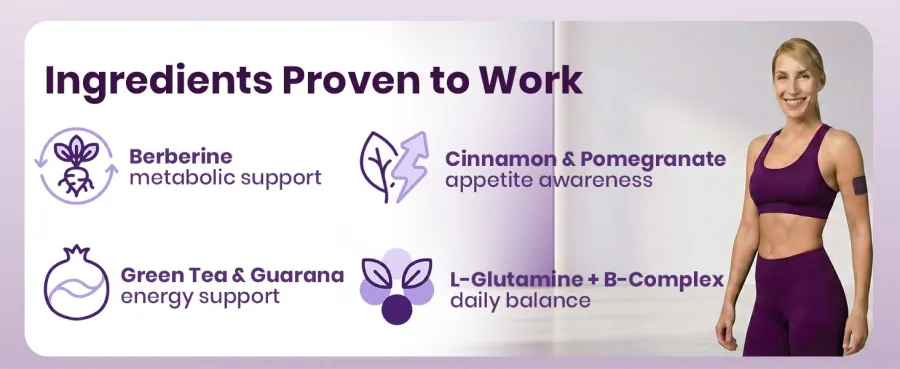 Ingredients Proven to Work
Berberine
metabolic support
Cinnamon & Pomegranate
appetite awareness
Green Tea & Guarana
energy support
L-Glutamine + B-Complex
daily balance